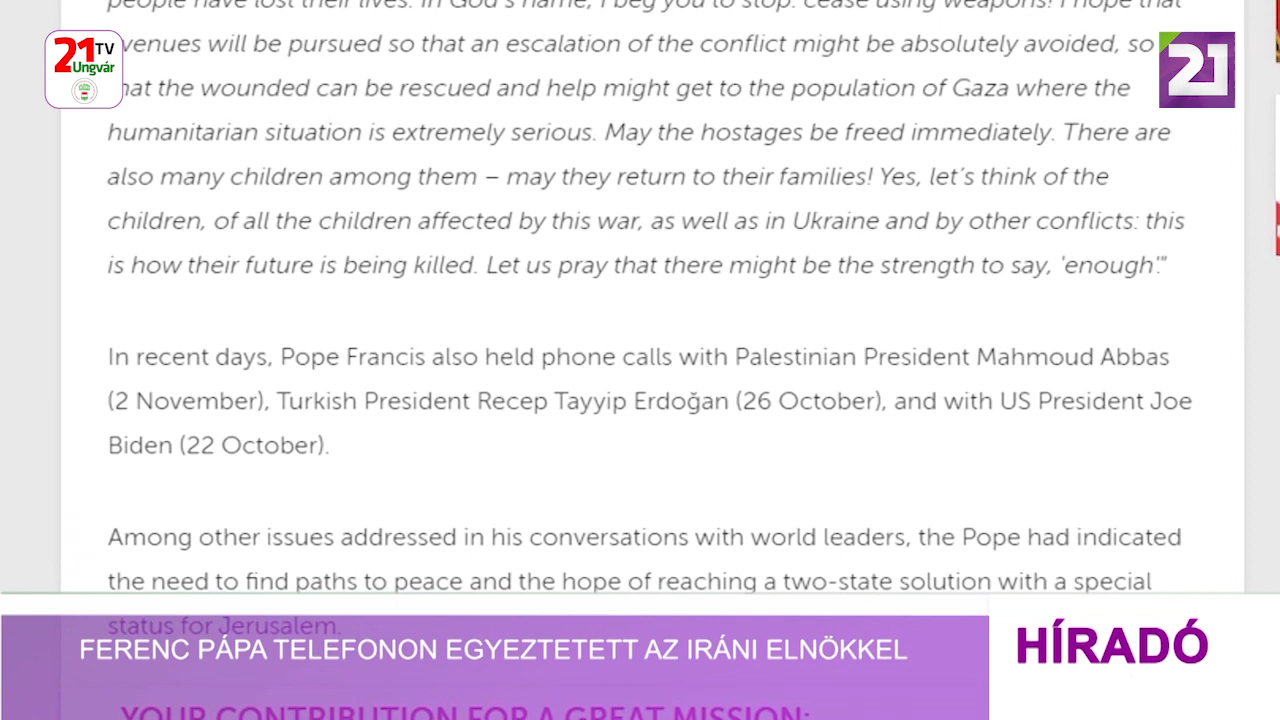 people have lost their lives. In God's name, I beg you to stop: cease using weapons! I hope that
venues will be pursued so that an escalation of the conflict might be absolutely avoided, so
hat the wounded can be rescued and help might get to the population of Gaza where the
humanitarian situation is extremely serious. May the hostages be freed immediately. There are
also many children among them – may they return to their families! Yes, let's think of the
children, of all the children affected by this war, as well as in Ukraine and by other conflicts: this
is how their future is being killed. Let us pray that there might be the strength to say, 'enough'."
In recent days, Pope Francis also held phone calls with Palestinian President Mahmoud Abbas
(2 November), Turkish President Recep Tayyip Erdoğan (26 October), and with US President Joe
Biden (22 October).
Among other issues addressed in his conversations with world leaders, the Pope had indicated
the need to find paths to peace and the hope of reaching a two-state solution with a special
status for Jerusalem.
YOUR CONTRIBUTION FOR A GREAT MISSION:
21 TV
Ungvár
21
FERENC PÁPA TELEFONON EGYEZTETETT AZ IRÁNI ELNÖKKEL
HÍRADÓ